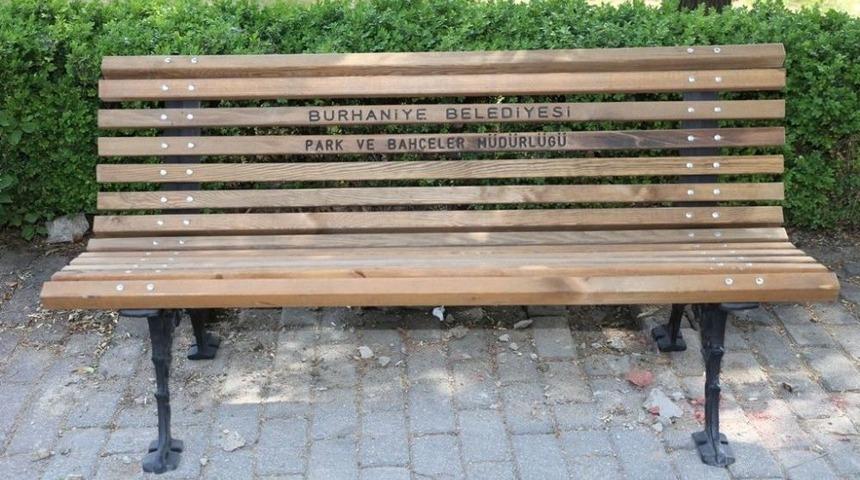 BURHANİYE BELEDİYESİ
PARK VE BAHÇELER MÜDÜRLÜĞÜ